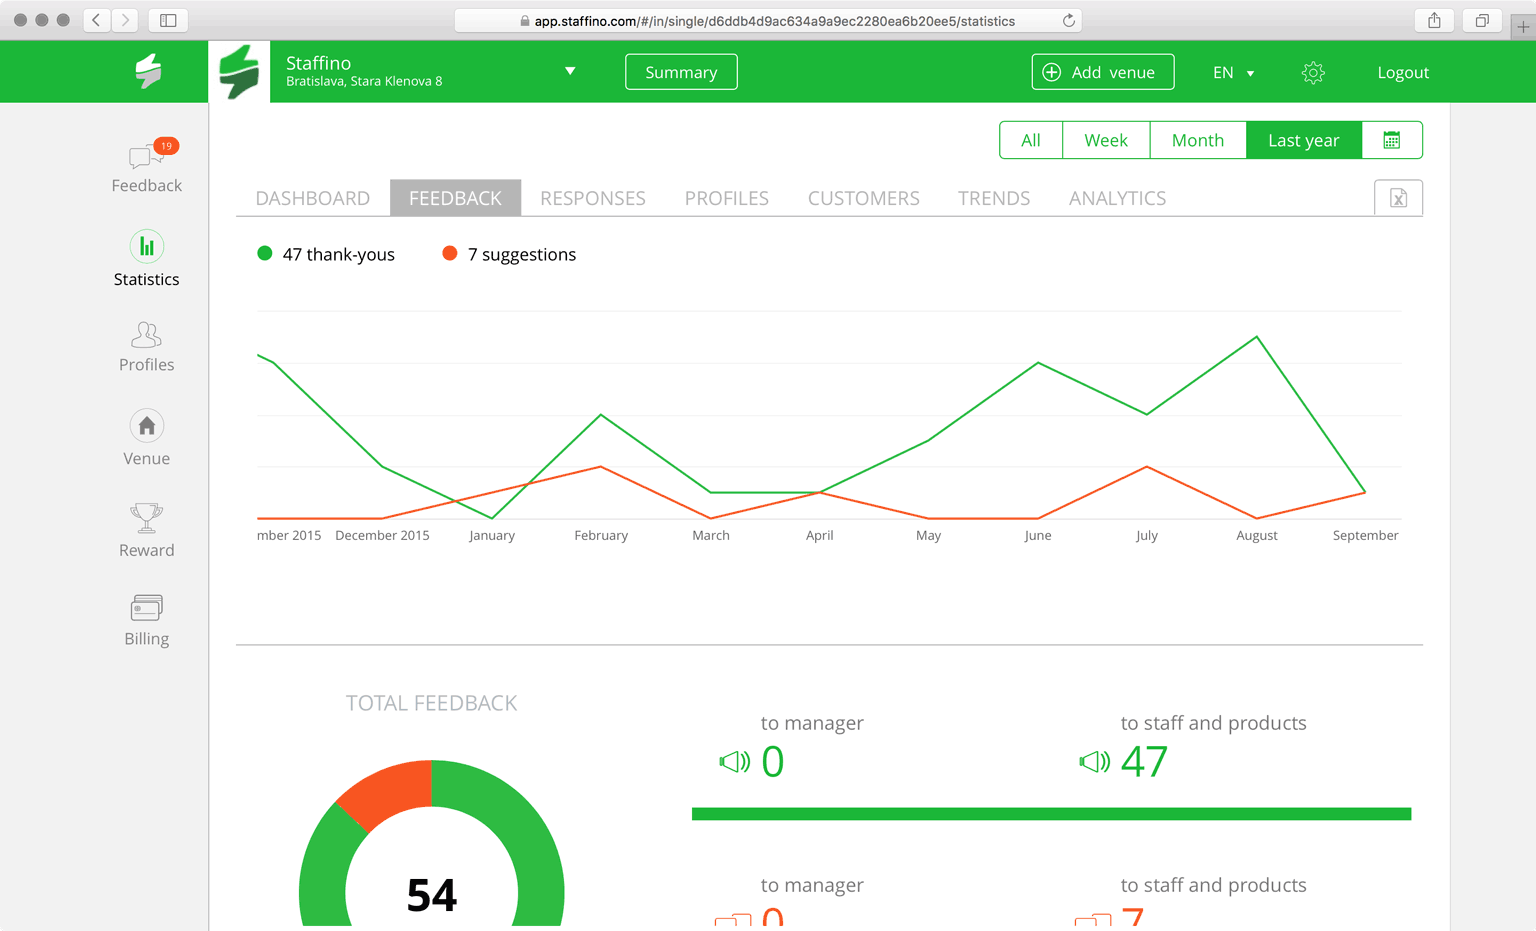 app.staffino.com/#/in/single/d6ddb4d9ac634a9a9ec2280ea6b20ee5/statistics
Staffino
Bratislava, Stara Klenova 8
Summary
Add venue
EN
Logout
19
Feedback
Statistics
Profiles
Venue
Reward
Billing
All Week Month Last year
DASHBOARD FEEDBACK RESPONSES PROFILES CUSTOMERS TRENDS ANALYTICS
47 thank-yous
7 suggestions
mber 2015 December 2015 January February March April May June July August September
TOTAL FEEDBACK
54
to manager
0
to staff and products
47
to manager
0
to staff and products
7